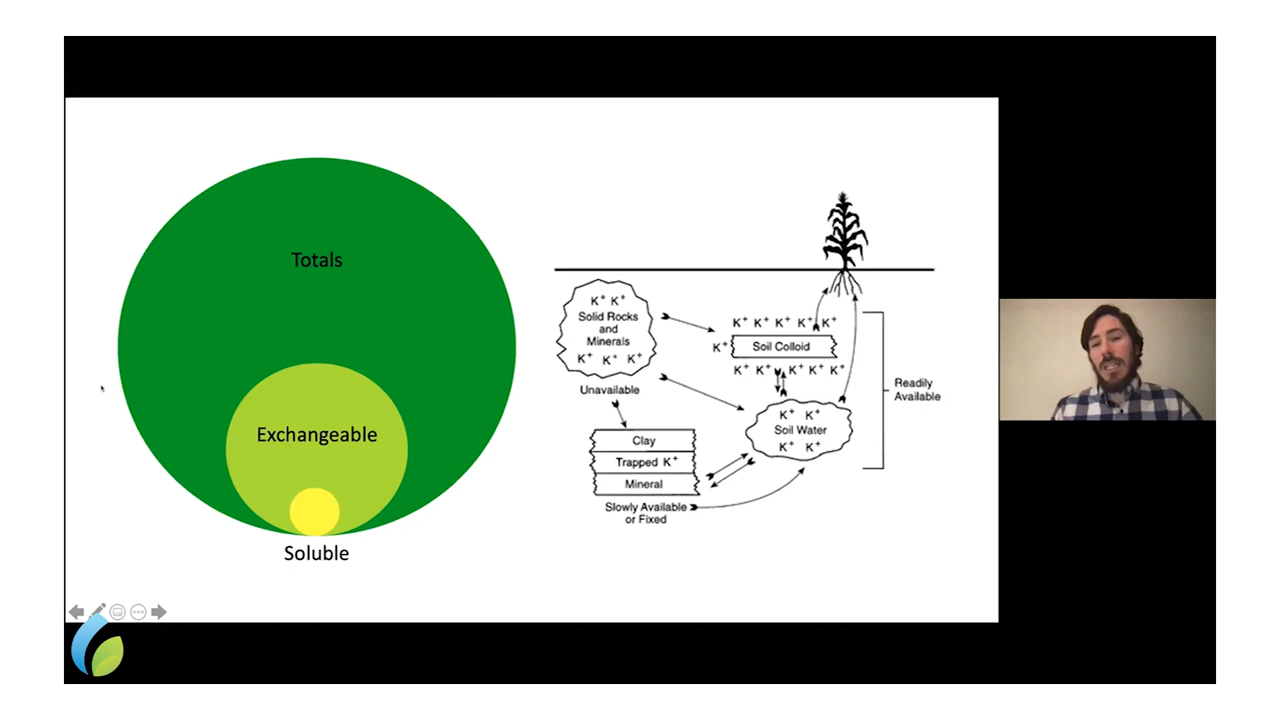 Totals
Exchangeable
Soluble
K⁺ K⁺
Solid Rocks
and
Minerals
K⁺ K⁺ K⁺
Unavailable
Clay
Trapped K⁺
Mineral
Slowly Available
or Fixed
K⁺ K⁺ K⁺ K⁺ K⁺
K⁺
Soil Colloid
K⁺ K⁺ K⁺ K⁺ K⁺
K⁺ K⁺
Soil Water
K⁺ K⁺
Readily
Available